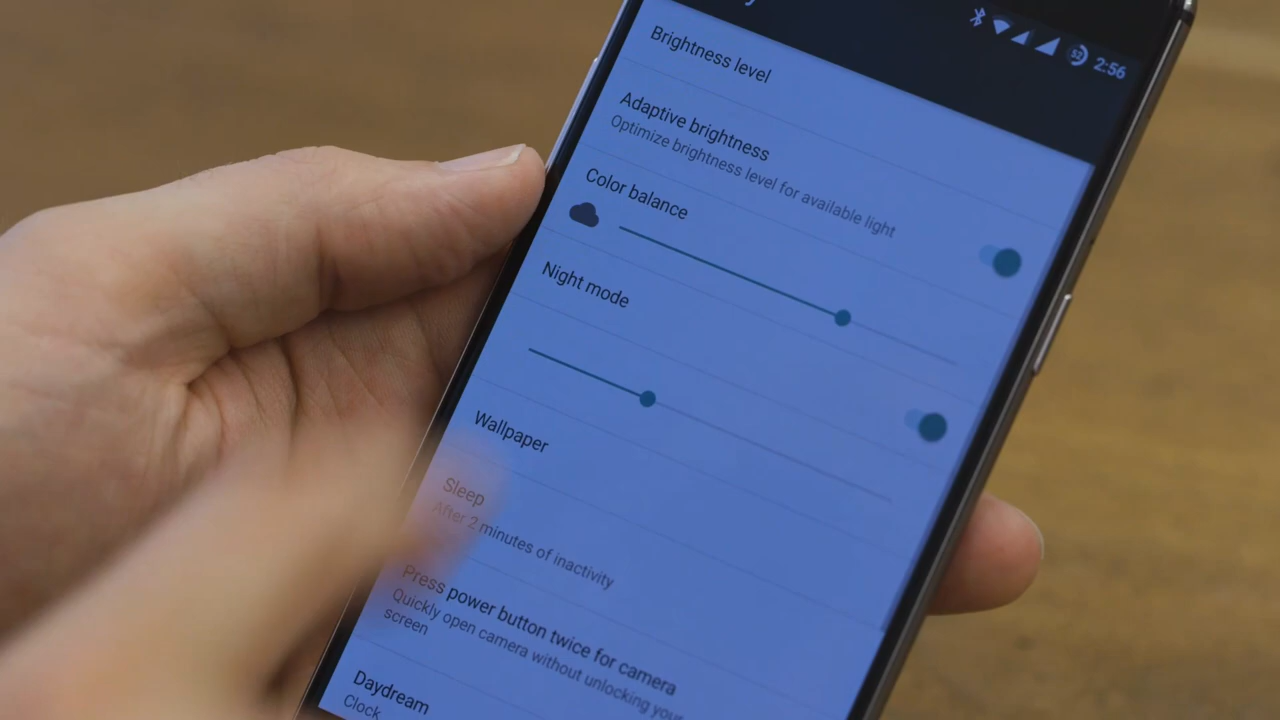 52 2:56
Brightness level
Adaptive brightness
Optimize brightness level for available light
Color balance
Night mode
Wallpaper
Sleep
After 2 minutes of inactivity
Press power button twice for camera
Quickly open camera without unlocking your
screen
Daydream
Clock